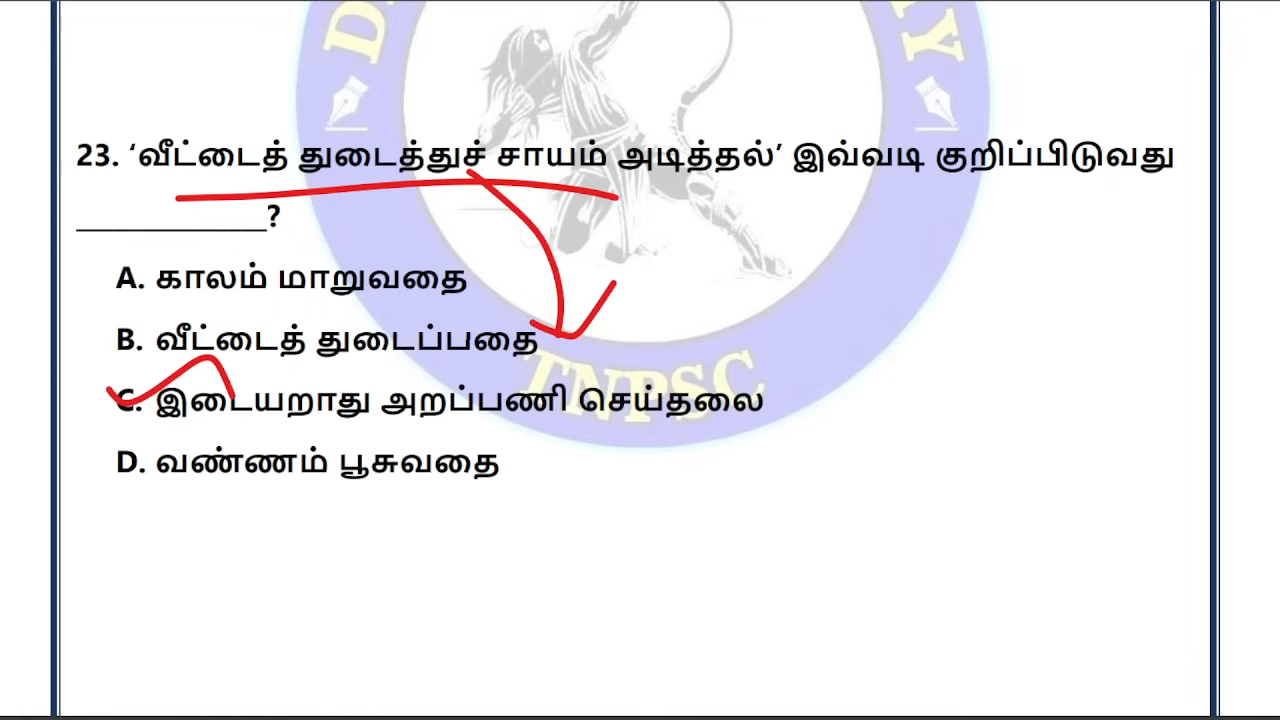 23. ‘வீட்டைத் துடைத்துச் சாயம் அடித்தல்’ இவ்வடி குறிப்பிடுவது
____________?
A. காலம் மாறுவதை
B. வீட்டைத் துடைப்பதை
C. இடையறாது அறப்பணி செய்தலை
D. வண்ணம் பூசுவதை
TNPSC